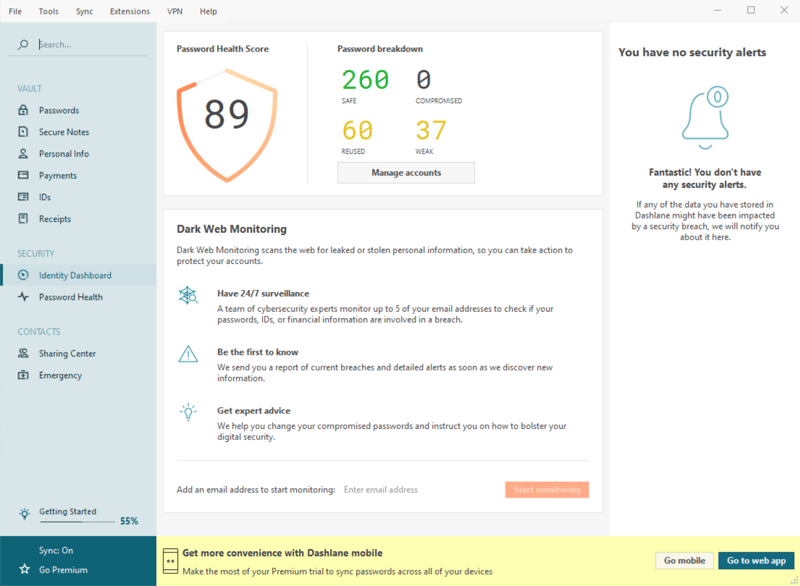 File Tools Sync Extensions VPN Help
Search...
VAULT
Passwords
Secure Notes
Personal Info
Payments
IDs
Receipts
SECURITY
Identity Dashboard
Password Health
CONTACTS
Sharing Center
Emergency
Getting Started
55%
Sync: On
Go Premium
Password Health Score
89
Password breakdown
260 0
SAFE COMPROMISED
60 37
REUSED WEAK
Manage accounts
Dark Web Monitoring
Dark Web Monitoring scans the web for leaked or stolen personal information, so you can take action to
protect your accounts.
Have 24/7 surveillance
A team of cybersecurity experts monitor up to 5 of your email addresses to check if your
passwords, IDs, or financial information are involved in a breach.
Be the first to know
We send you a report of current breaches and detailed alerts as soon as we discover new
information.
Get expert advice
We help you change your compromised passwords and instruct you on how to bolster your
digital security.
Add an email address to start monitoring: Enter email address Start monitoring
You have no security alerts
0
Fantastic! You don't have
any security alerts.
If any of the data you have stored in
Dashlane might have been impacted
by a security breach, we will notify you
about it here.
Get more convenience with Dashlane mobile
Make the most of your Premium trial to sync passwords across all of your devices
Go mobile Go to web app